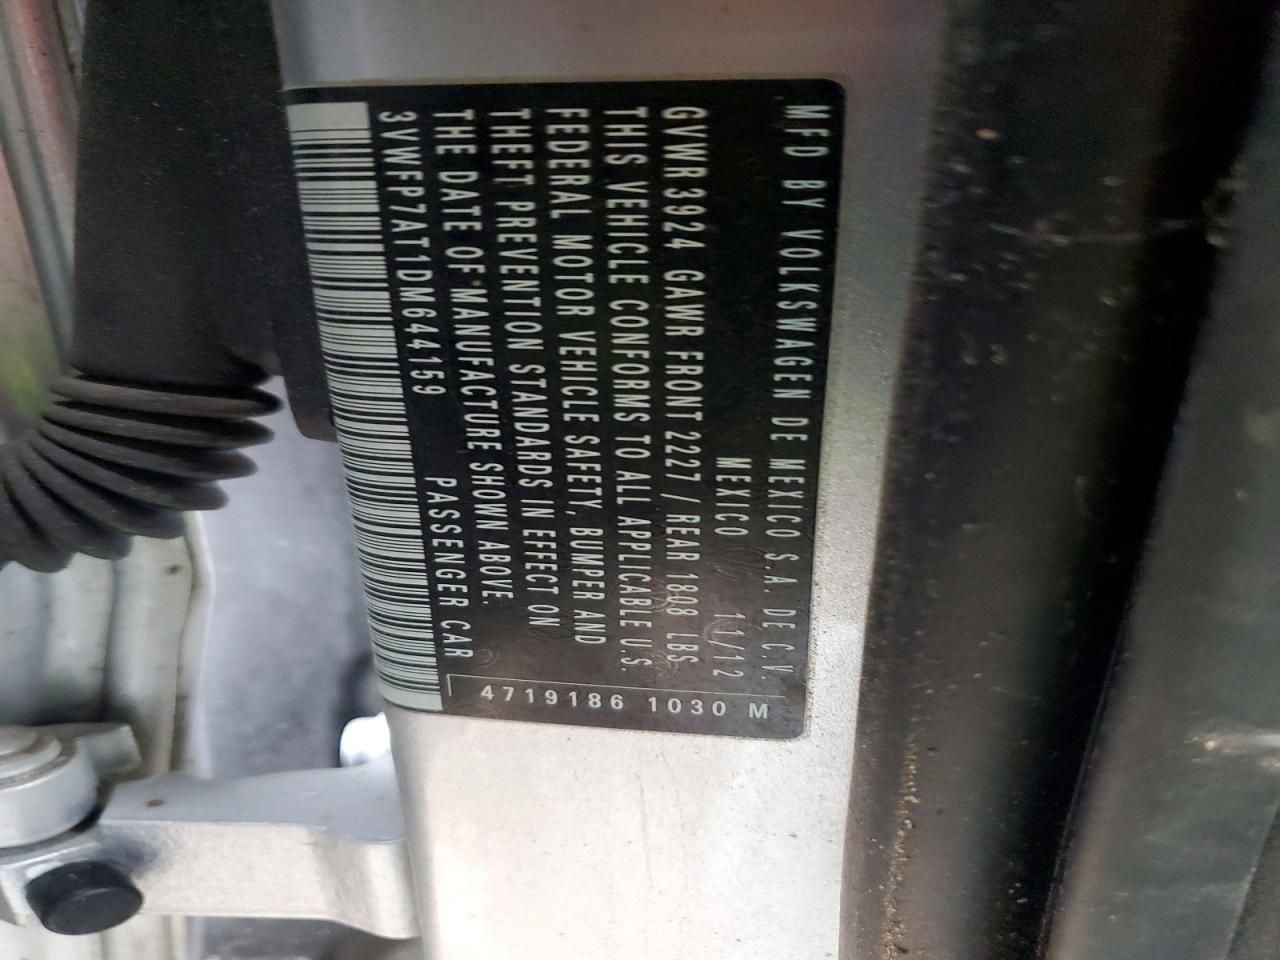 MFD BY VOLKSWAGEN DE MEXICO S.A. DE C.V.
MEXICO 11/12
GVWR 3924 GAWR FRONT 2227 / REAR 1808 LBS
THIS VEHICLE CONFORMS TO ALL APPLICABLE U.S.
FEDERAL MOTOR VEHICLE SAFETY, BUMPER AND
THEFT PREVENTION STANDARDS IN EFFECT ON
THE DATE OF MANUFACTURE SHOWN ABOVE.
3VWFP7AT1DM644159 PASSENGER CAR
4719186 1030 M